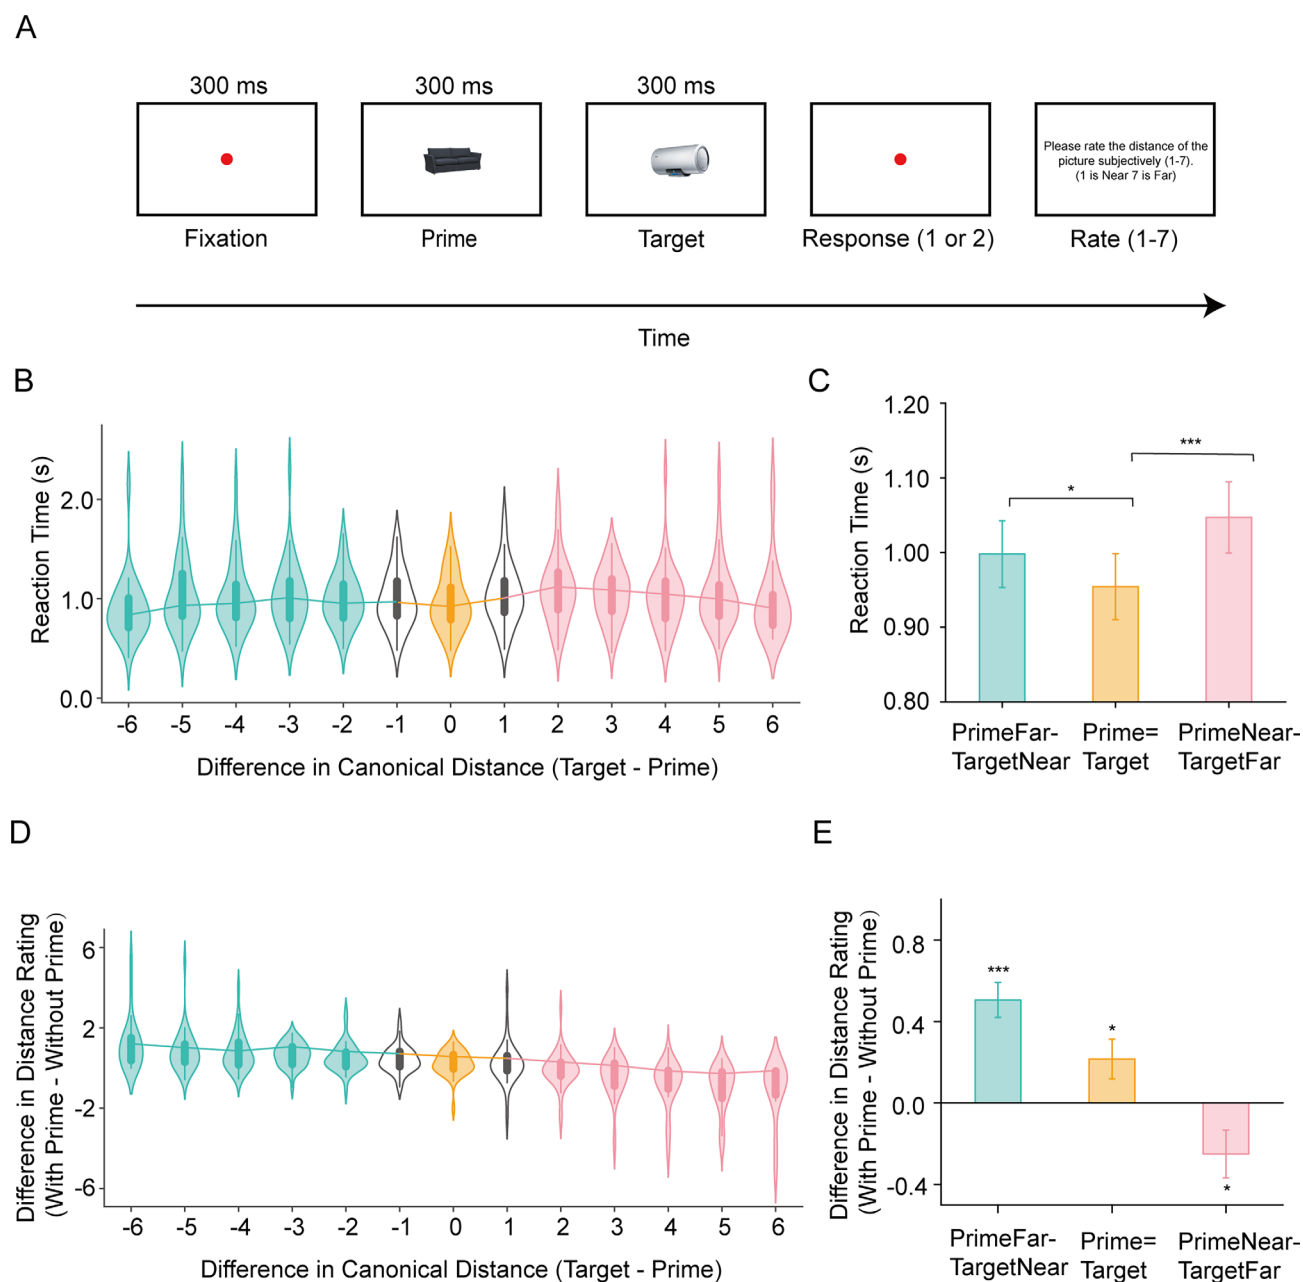 A
300 ms
300 ms
300 ms
Please rate the distance of the
picture subjectively (1-7).
(1 is Near 7 is Far)
Fixation
Prime
Target
Response (1 or 2)
Rate (1-7)
Time
B
Reaction Time (s)
2.0
1.0
0.0
-6 -5 -4 -3 -2 -1 0 1 2 3 4 5 6
Difference in Canonical Distance (Target - Prime)
C
Reaction Time (s)
1.20
1.10
1.00
0.90
0.80
*
***
PrimeFar-
TargetNear
Prime=
Target
PrimeNear-
TargetFar
D
Difference in Distance Rating
(With Prime - Without Prime)
6
2
-2
-6
-6 -5 -4 -3 -2 -1 0 1 2 3 4 5 6
Difference in Canonical Distance (Target - Prime)
E
Difference in Distance Rating
(With Prime - Without Prime)
0.8
0.4
0.0
-0.4
***
*
*
PrimeFar-
TargetNear
Prime=
Target
PrimeNear-
TargetFar